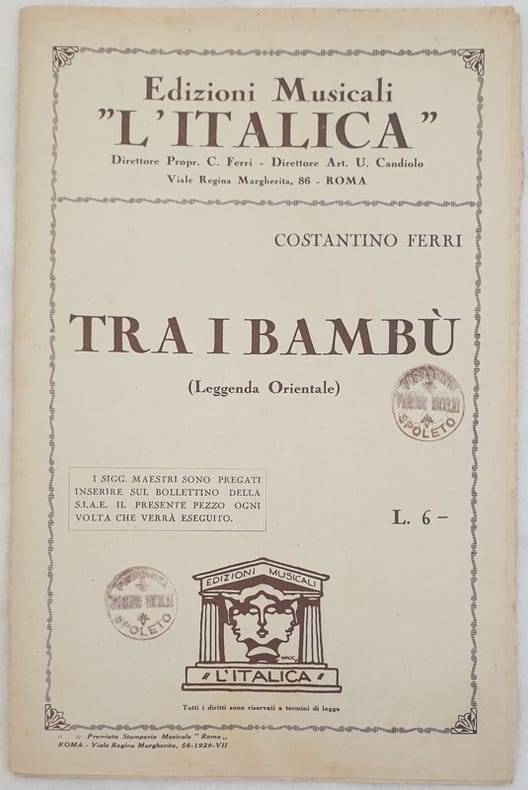 Edizioni Musicali
"L'ITALICA"
Direttore Propr. C. Ferri - Direttore Art. U. Candiolo
Viale Regina Margherita, 86 - ROMA
COSTANTINO FERRI
TRA I BAMBÙ
(Leggenda Orientale)
SPOLETO
I SIGG. MAESTRI SONO PREGATI
INSERIRE SUL BOLLETTINO DELLA
S.I.A.E. IL PRESENTE PEZZO OGNI
VOLTA CHE VERRÀ ESEGUITO.
L. 6 -
SPOLETO
EDIZIONI MUSICALI
"L'ITALICA"
Tutti i diritti sono riservati a termini di legge
:: .. :: Premiata Stamperia Musicale "Roma„
ROMA - Viale Regina Margherita, 56-1929-VII